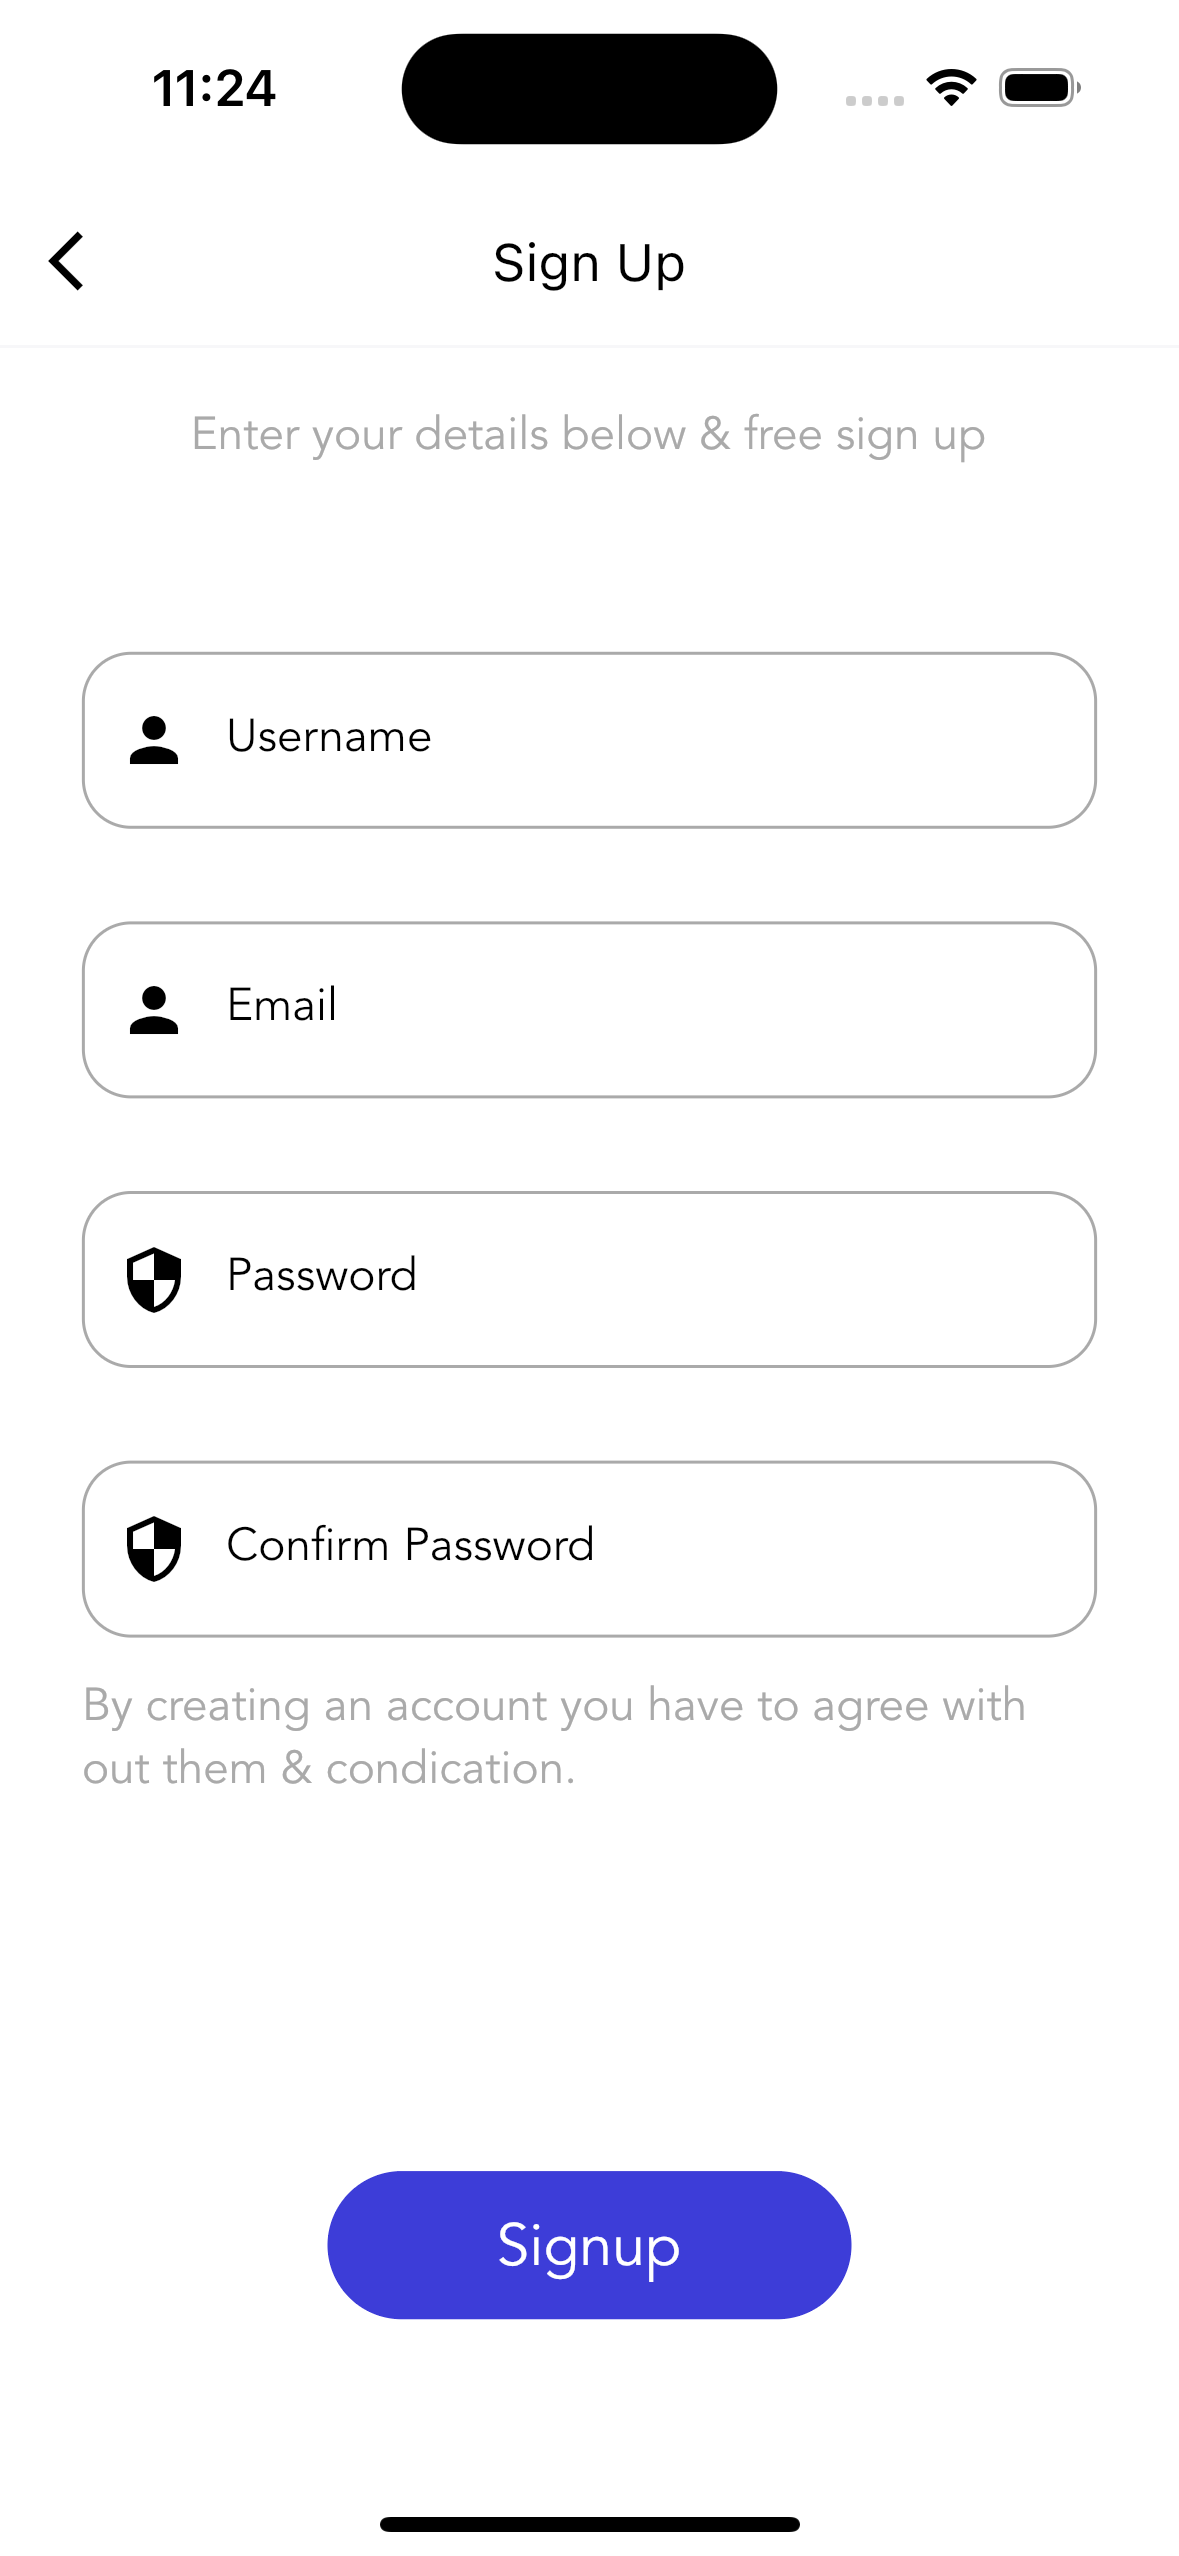 11:24
Sign Up
Enter your details below & free sign up
Username
Email
Password
Confirm Password
By creating an account you have to agree with
out them & condication.
Signup